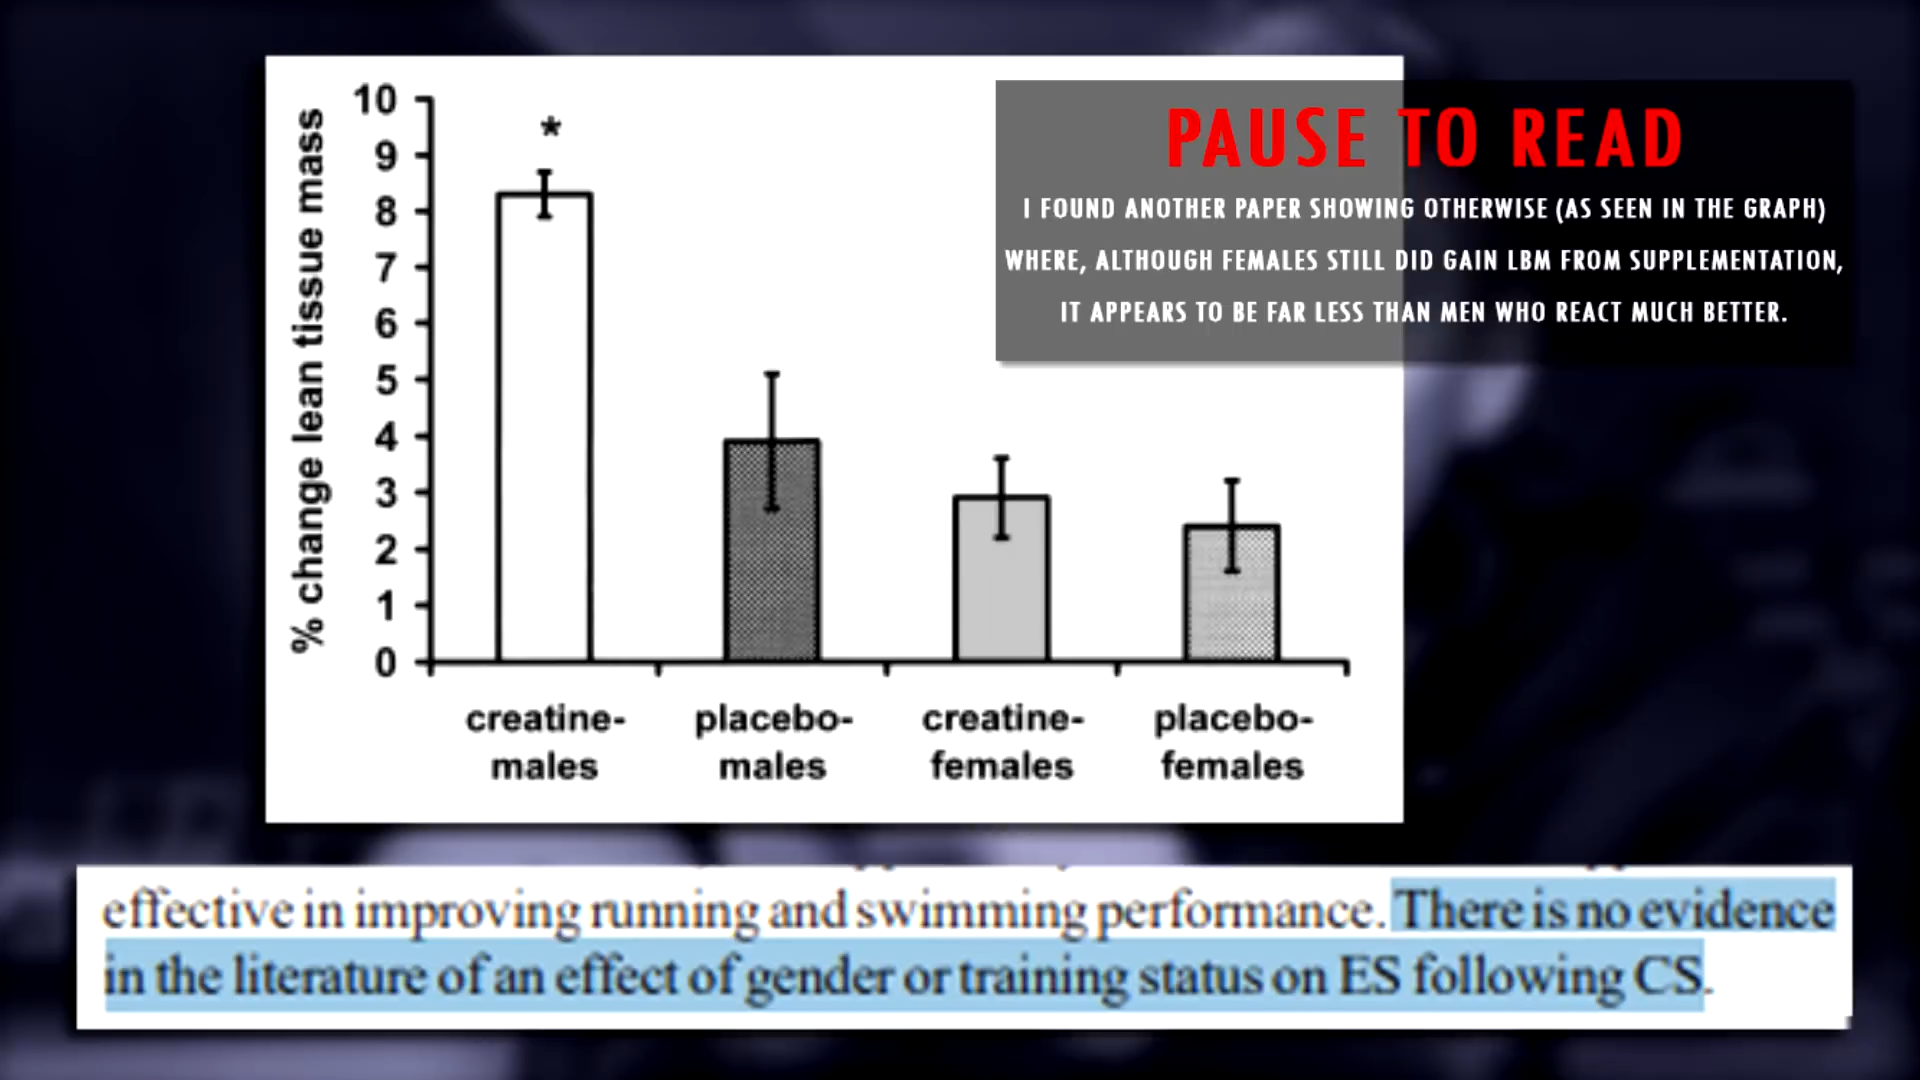 PAUSE TO READ
I FOUND ANOTHER PAPER SHOWING OTHERWISE (AS SEEN IN THE GRAPH)
WHERE, ALTHOUGH FEMALES STILL DID GAIN LBM FROM SUPPLEMENTATION,
IT APPEARS TO BE FAR LESS THAN MEN WHO REACT MUCH BETTER.
% change lean tissue mass
10
9
8
7
6
5
4
3
2
1
0
*
creatine-
males
placebo-
males
creatine-
females
placebo-
females
effective in improving running and swimming performance. There is no evidence
in the literature of an effect of gender or training status on ES following CS.